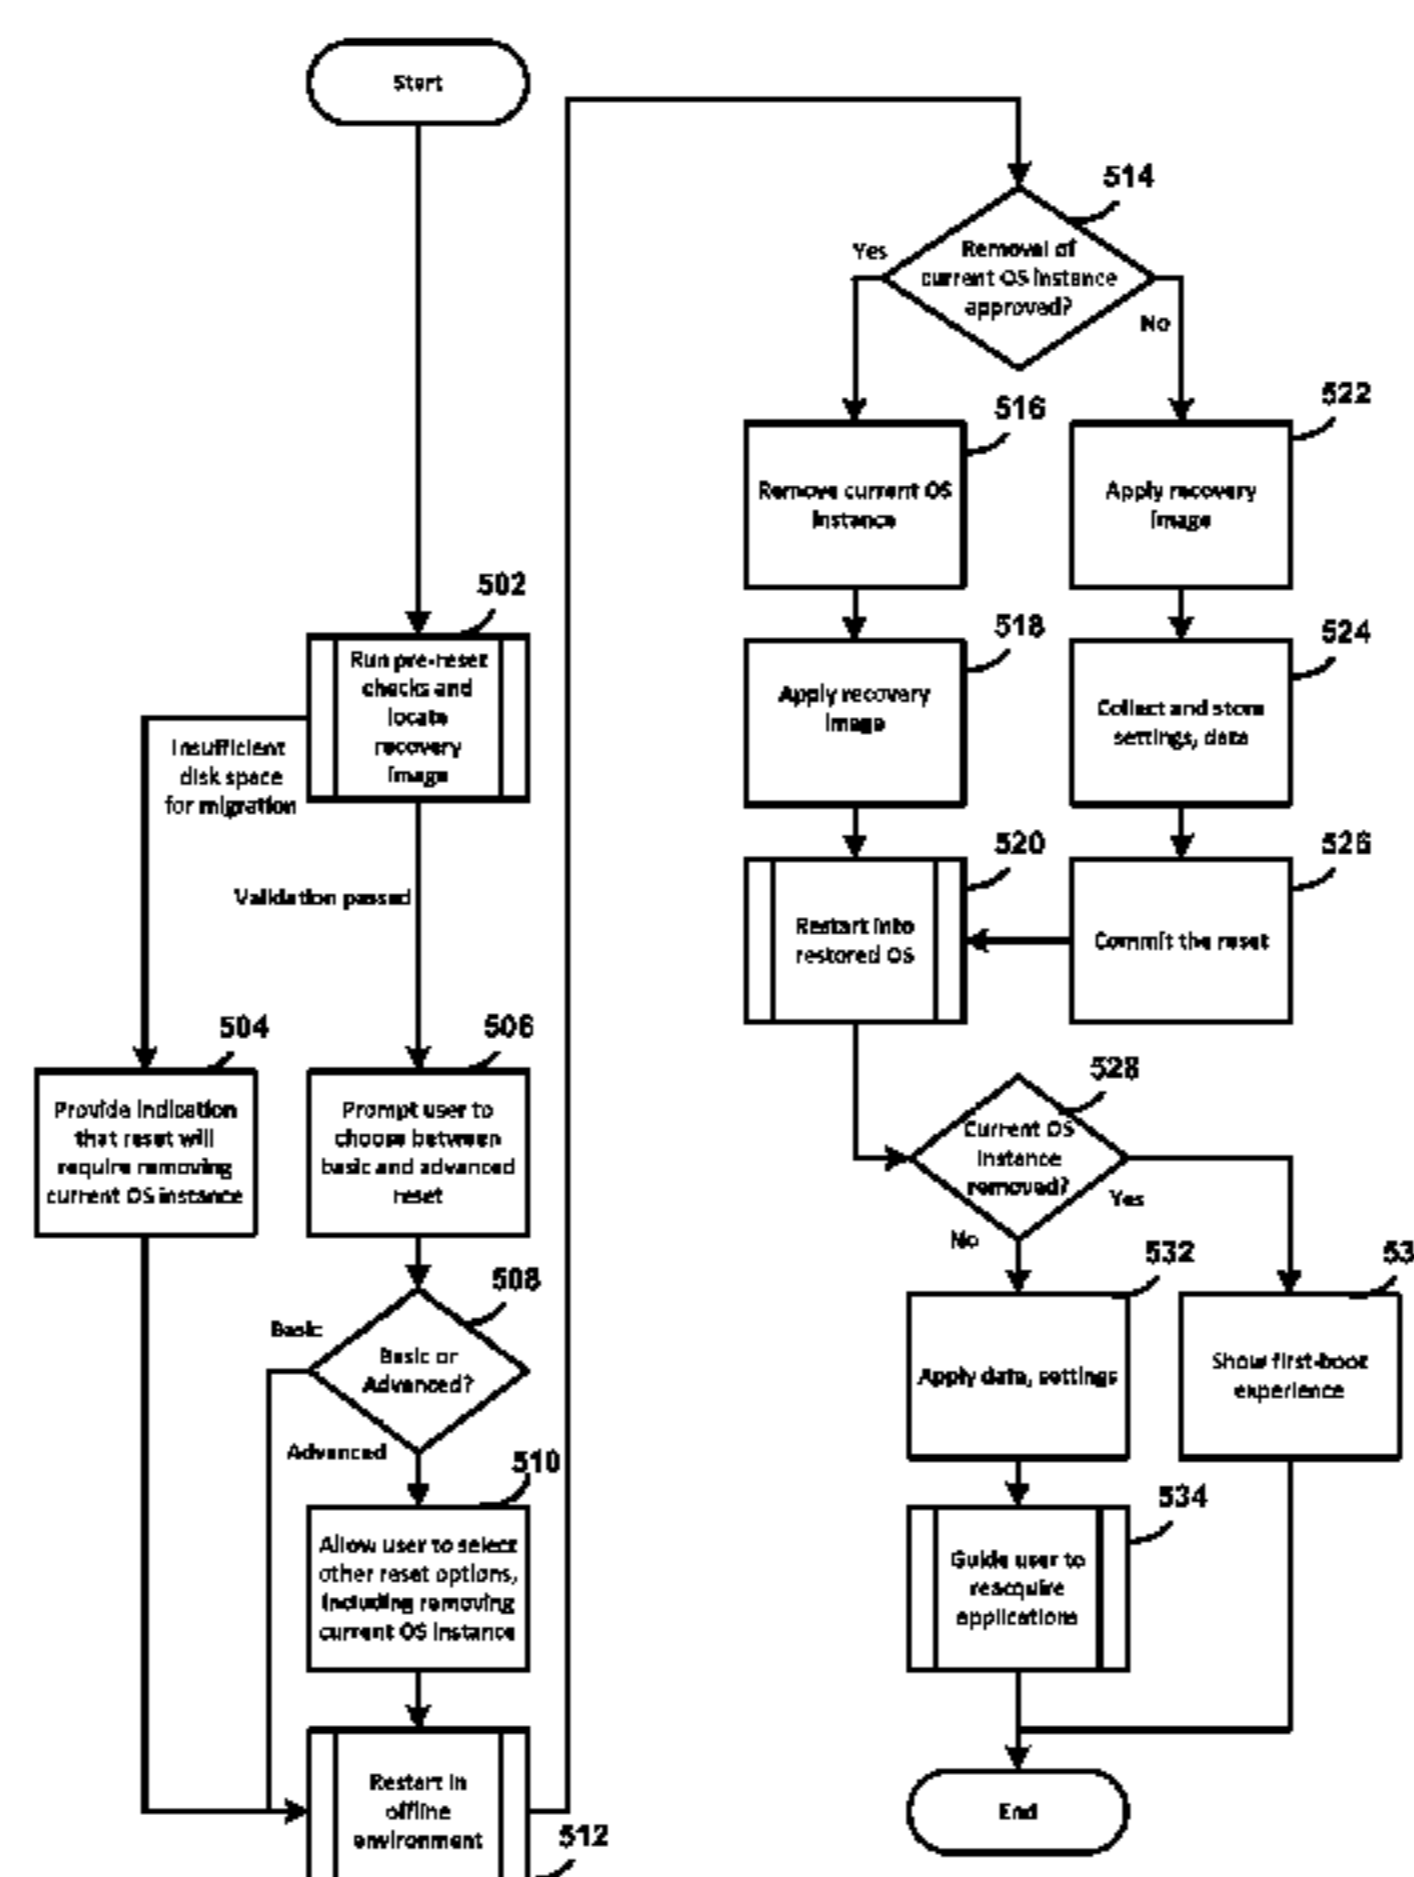 Start
502
Run pre-reset
checks and
locate
recovery
image
Insufficient
disk space
for migration
Validation passed
504
Provide indication
that reset will
require removing
current OS instance
506
Prompt user to
choose between
basic and advanced
reset
508
Basic
Basic or
Advanced?
Advanced
510
Allow user to select
other reset options,
including removing
current OS instance
Restart in
offline
environment
512
514
Yes
Removal of
current OS instance
approved?
No
516
Remove current OS
instance
522
Apply recovery
image
518
Apply recovery
image
524
Collect and store
settings, data
520
Restart into
restored OS
526
Commit the reset
528
Current OS
instance
removed?
Yes
No
532
Apply data, settings
53
Show first-boot
experience
534
Guide user to
reacquire
applications
End